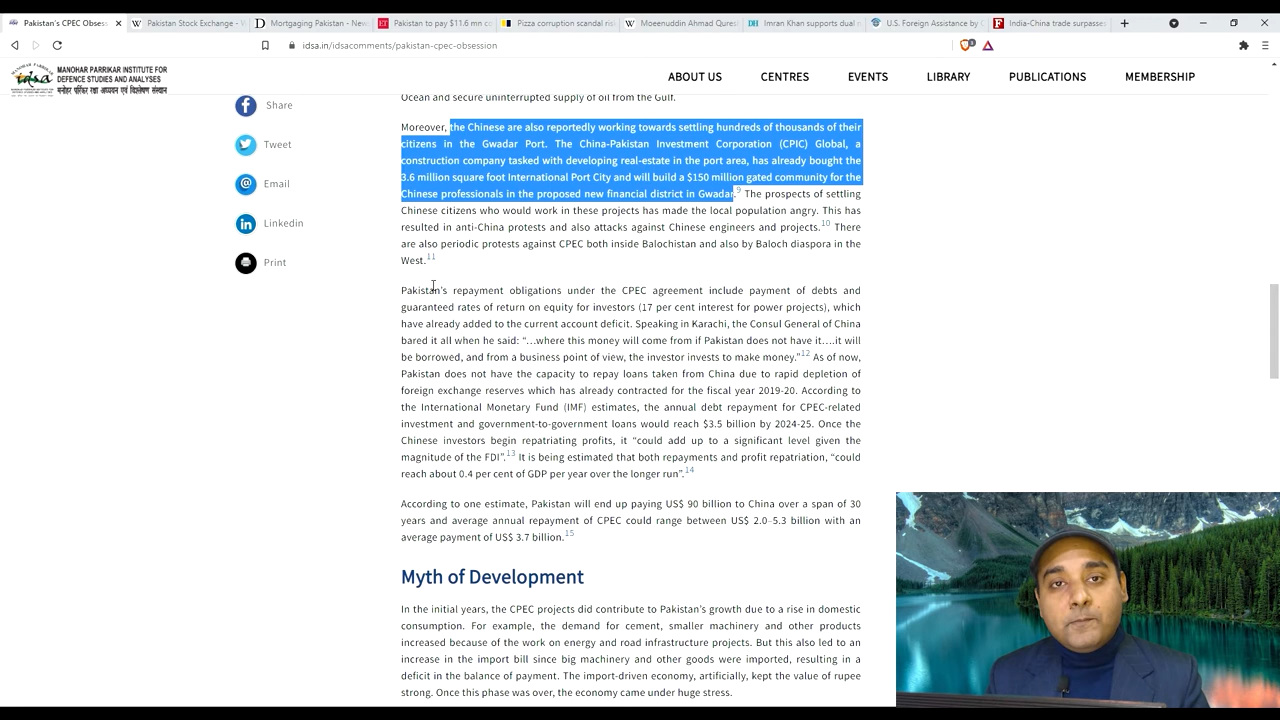 Pakistan's CPEC Obsess
Pakistan Stock Exchange - W
Mortgaging Pakistan - New
Pakistan to pay $11.6 mn co
Pizza corruption scandal ris
Moeenuddin Ahmad Qures
Imran Khan supports dual n
U.S. Foreign Assistance by C
India-China trade surpasses
idsa.in/idsacomments/pakistan-cpec-obsession
MANOHAR PARRIKAR INSTITUTE FOR
DEFENCE STUDIES AND ANALYSES
मनोहर पर्रिकर रक्षा अध्ययन एवं विश्लेषण संस्थान
idsa
ABOUT US
CENTRES
EVENTS
LIBRARY
PUBLICATIONS
MEMBERSHIP
Share
Tweet
Email
Linkedin
Print
Ocean and secure uninterrupted supply of oil from the Gulf.
Moreover, the Chinese are also reportedly working towards settling hundreds of thousands of their
citizens in the Gwadar Port. The China-Pakistan Investment Corporation (CPIC) Global, a
construction company tasked with developing real-estate in the port area, has already bought the
3.6 million square foot International Port City and will build a $150 million gated community for the
Chinese professionals in the proposed new financial district in Gwadar.9 The prospects of settling
Chinese citizens who would work in these projects has made the local population angry. This has
resulted in anti-China protests and also attacks against Chinese engineers and projects.10 There
are also periodic protests against CPEC both inside Balochistan and also by Baloch diaspora in the
West.11
Pakistan's repayment obligations under the CPEC agreement include payment of debts and
guaranteed rates of return on equity for investors (17 per cent interest for power projects), which
have already added to the current account deficit. Speaking in Karachi, the Consul General of China
bared it all when he said: “…where this money will come from if Pakistan does not have it….it will
be borrowed, and from a business point of view, the investor invests to make money.”12 As of now,
Pakistan does not have the capacity to repay loans taken from China due to rapid depletion of
foreign exchange reserves which has already contracted for the fiscal year 2019-20. According to
the International Monetary Fund (IMF) estimates, the annual debt repayment for CPEC-related
investment and government-to-government loans would reach $3.5 billion by 2024-25. Once the
Chinese investors begin repatriating profits, it “could add up to a significant level given the
magnitude of the FDI”.13 It is being estimated that both repayments and profit repatriation, “could
reach about 0.4 per cent of GDP per year over the longer run”.14
According to one estimate, Pakistan will end up paying US$ 90 billion to China over a span of 30
years and average annual repayment of CPEC could range between US$ 2.0–5.3 billion with an
average payment of US$ 3.7 billion.15
Myth of Development
In the initial years, the CPEC projects did contribute to Pakistan's growth due to a rise in domestic
consumption. For example, the demand for cement, smaller machinery and other products
increased because of the work on energy and road infrastructure projects. But this also led to an
increase in the import bill since big machinery and other goods were imported, resulting in a
deficit in the balance of payment. The import-driven economy, artificially, kept the value of rupee
strong. Once this phase was over, the economy came under huge stress.